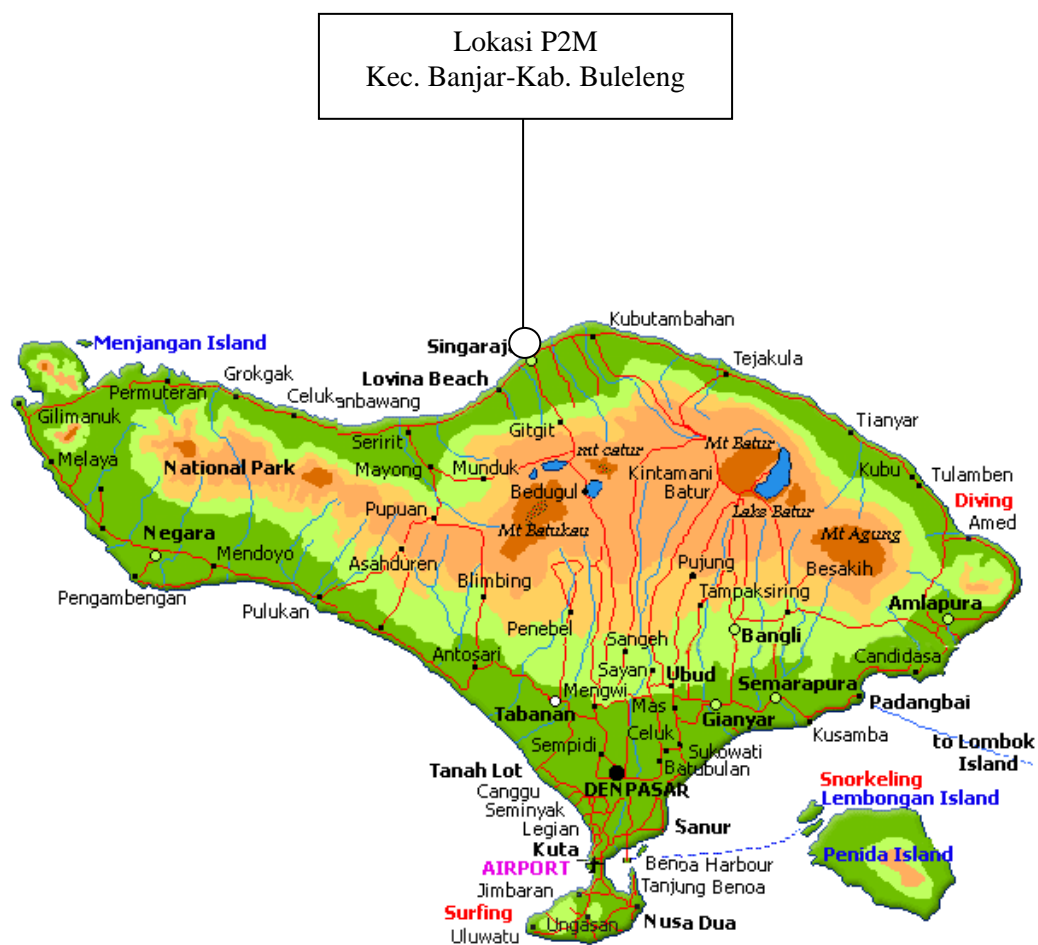 Lokasi P2M
Kec. Banjar-Kab. Buleleng
Kubutambahan
Menjangan Island
Singaraj
Tejakula
Grokgak
Lovina Beach
Permuteran
Celuk
anbawang
Gilimanuk
Gitgit
Tianyar
Seririt
mt catur
Mt Batur
Melaya
National Park
Mayong
Munduk
Kintamani
Kubu
Tulamben
Bedugul
Batur
Diving
Pupuan
Laks Batur
Mt Batukau
Mt Agung
Amed
Negara
Mendoyo
Asahduren
Pujung
Besakih
Blimbing
Tampaksiring
Pengambengan
Pulukan
Amlapura
Penebel
Sangeh
Bangli
Antosari
Sayan
Ubud
Candidasa
Mengwi
Semarapura
Padangbai
Tabanan
Mas
Gianyar
Kusamba
Celuk
Sempidi
Sukowati
to Lombok
Island
Tanah Lot
Batubulan
Snorkeling
DENPASAR
Canggu
Lembongan Island
Seminyak
Legian
Sanur
Kuta
Penida Island
AIRPORT
Benoa Harbour
Jimbaran
Tanjung Benoa
Surfing
Ungasan
Nusa Dua
Uluwatu